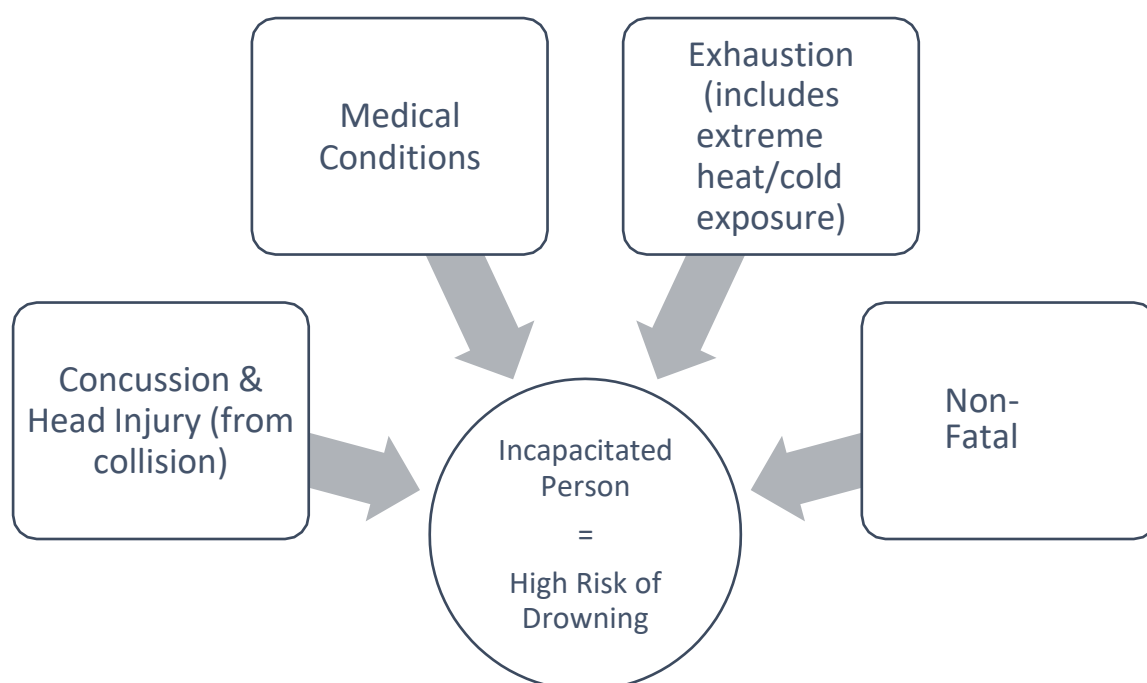 Medical
Conditions
Exhaustion
(includes
extreme
heat/cold
exposure)
Concussion &
Head Injury (from
collision)
Non-
Fatal
Incapacitated
Person
=
High Risk of
Drowning